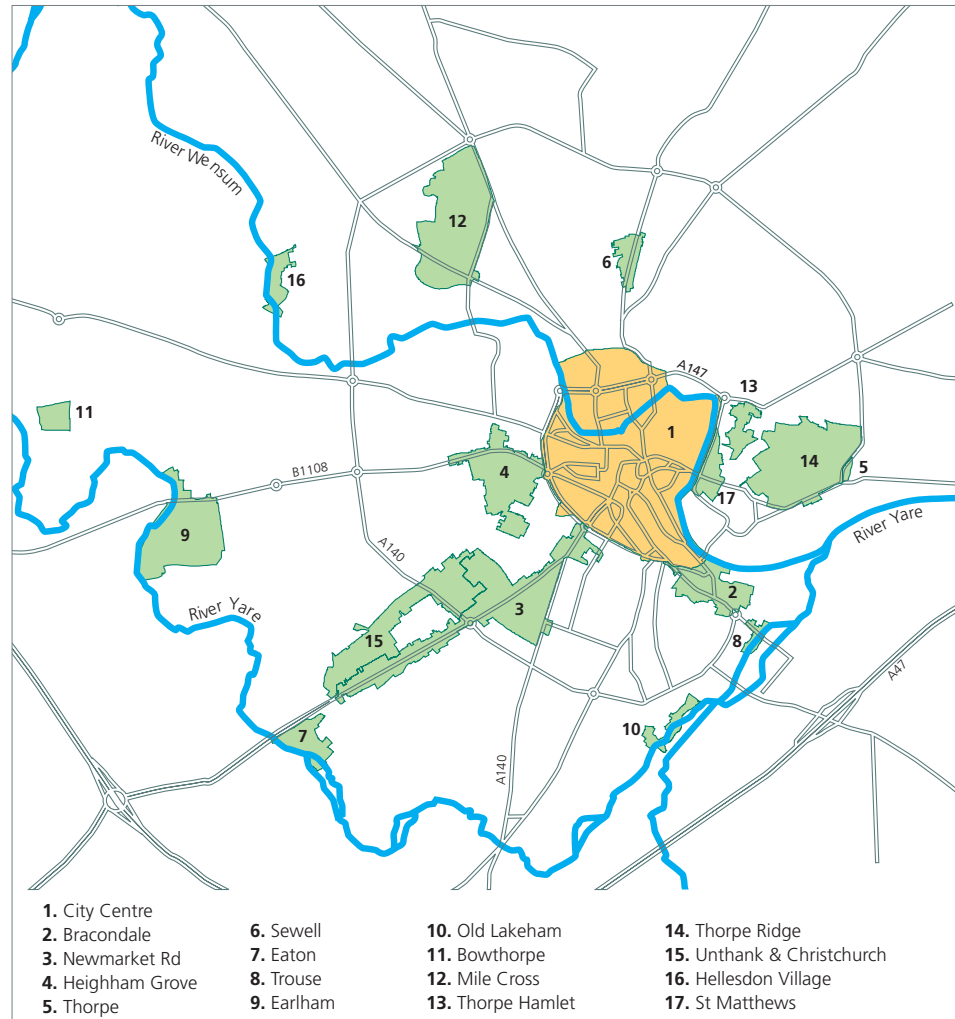 River Wensum
12
6
16
A147
13
11
1
B1108
4
14
5
17
9
A140
River Yare
River Yare
3
2
15
8
A47
7
10
A140
1. City Centre
2. Bracondale
3. Newmarket Rd
4. Heighham Grove
5. Thorpe
6. Sewell
7. Eaton
8. Trouse
9. Earlham
10. Old Lakeham
11. Bowthorpe
12. Mile Cross
13. Thorpe Hamlet
14. Thorpe Ridge
15. Unthank & Christchurch
16. Hellesdon Village
17. St Matthews